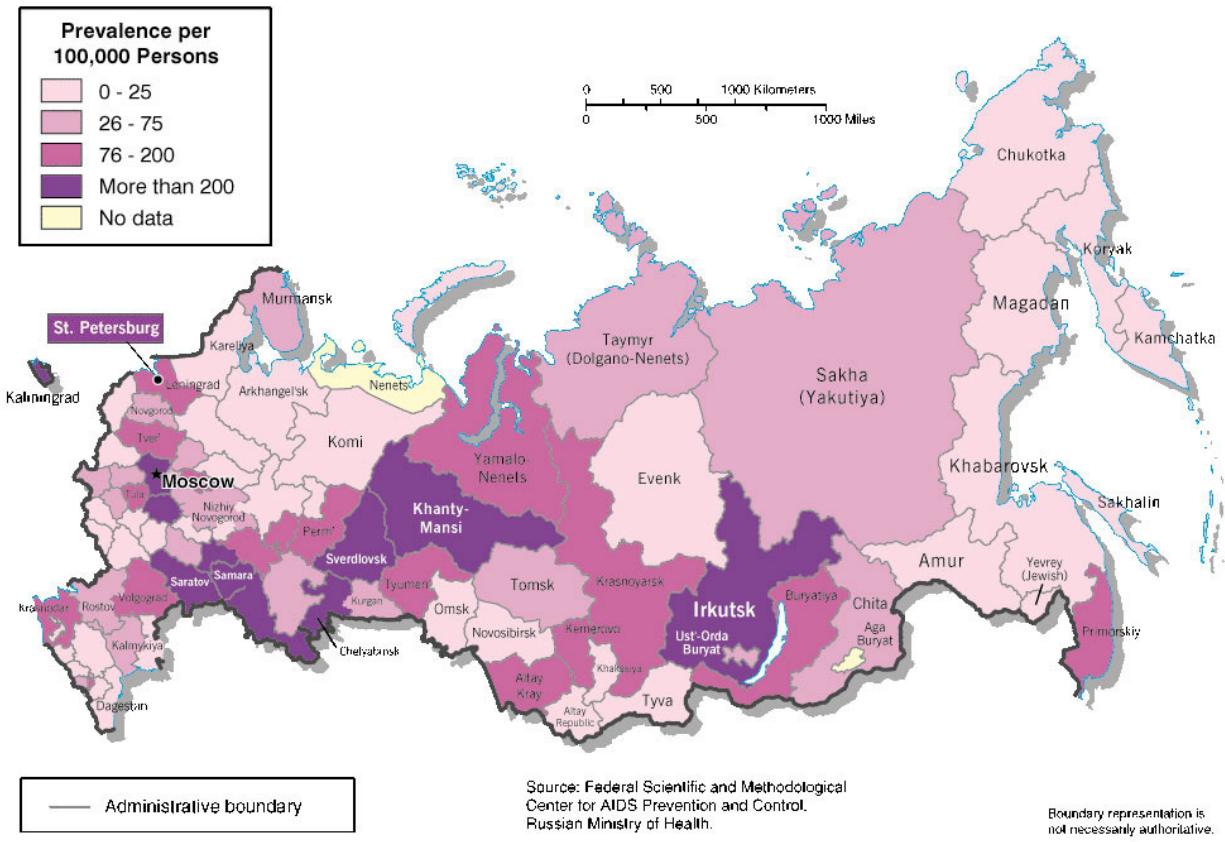 Prevalence per
100,000 Persons
0 - 25
26 - 75
76 - 200
More than 200
No data
0 500 1000 Kilometers
0 500 1000 Miles
Chukotka
Koryak
Magadan
Kamchatka
Murmansk
Taymyr
(Dolgano-Nenets)
St. Petersburg
Kareliya
Sakha
(Yakutiya)
Kaliningrad
Leningrad
Arkhangel'sk
Nenets
Novgorod
Tver'
Komi
Yamalo-
Nenets
Khabarovsk
Moscow
Evenk
Tula
Nizhiy
Novogorod
Khanty-
Mansi
Sakhalin
Perm'
Sverdlovsk
Amur
Yevrey
(Jewish)
Saratov
Samara
Tyumen'
Tomsk
Krasnoyarsk
Krasnodar
Rostov
Volgograd
Kurgan
Omsk
Irkutsk
Buryatiya
Chita
Aga
Buryat
Novosibirsk
Kemerovo
Ust'-Orda
Buryat
Primorskiy
Kalmykiya
Chelyabinsk
Khakasiya
Altay
Kray
Tyva
Dagestan
Altay
Republic
Administrative boundary
Source: Federal Scientific and Methodological
Center for AIDS Prevention and Control.
Russian Ministry of Health.
Boundary representation is
not necessarily authoritative.